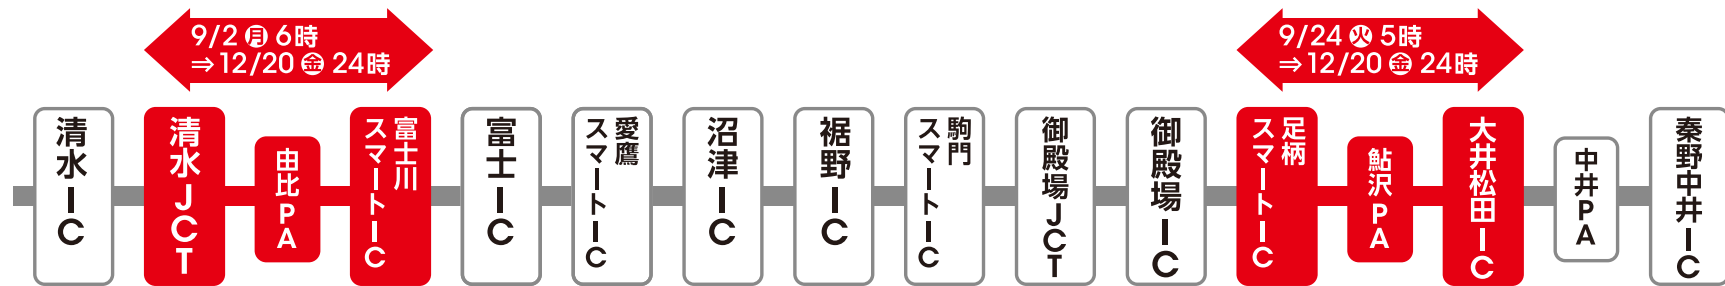 9/2 月 6時
⇒12/20 金 24時
9/24 火 5時
⇒12/20 金 24時
清水IC
清水JCT
由比PA
富士川
スマートIC
富士IC
愛鷹
スマートIC
沼津IC
裾野IC
駒門
スマートIC
御殿場JCT
御殿場IC
足柄
スマートIC
鮎沢PA
大井松田IC
中井PA
秦野中井IC